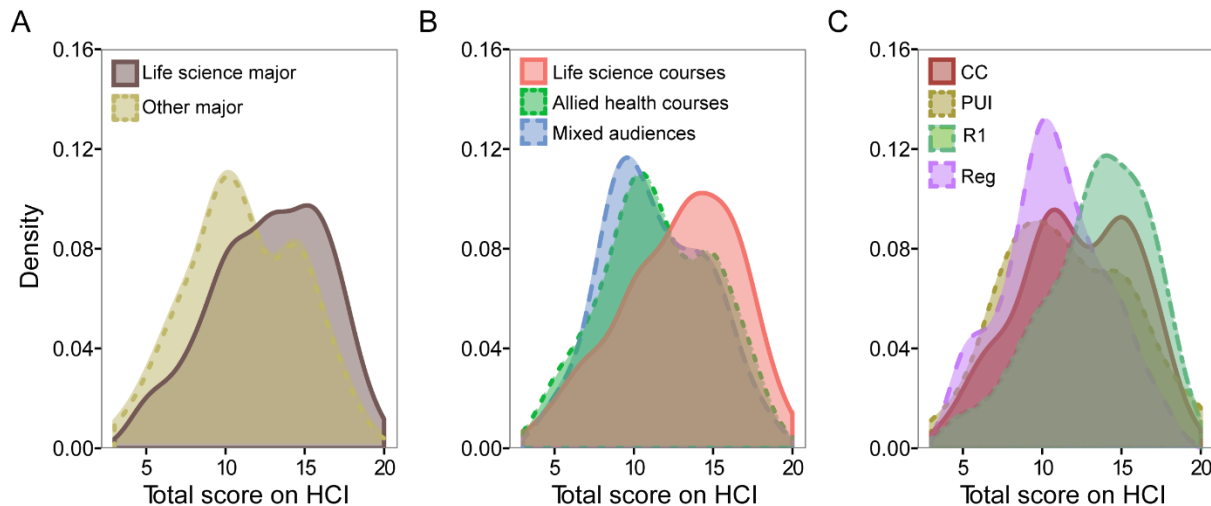 A
0.16
0.12
0.08
0.04
0.00
Density
Life science major
Other major
5 10 15 20
Total score on HCI
B
0.16
0.12
0.08
0.04
0.00
Life science courses
Allied health courses
Mixed audiences
5 10 15 20
Total score on HCI
C
0.16
0.12
0.08
0.04
0.00
CC
PUI
R1
Reg
5 10 15 20
Total score on HCI